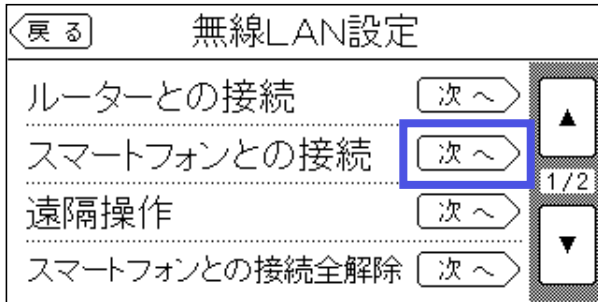 戻る 無線LAN設定
ルーターとの接続 次へ
スマートフォンとの接続 次へ
1/2
遠隔操作 次へ
スマートフォンとの接続全解除 次へ